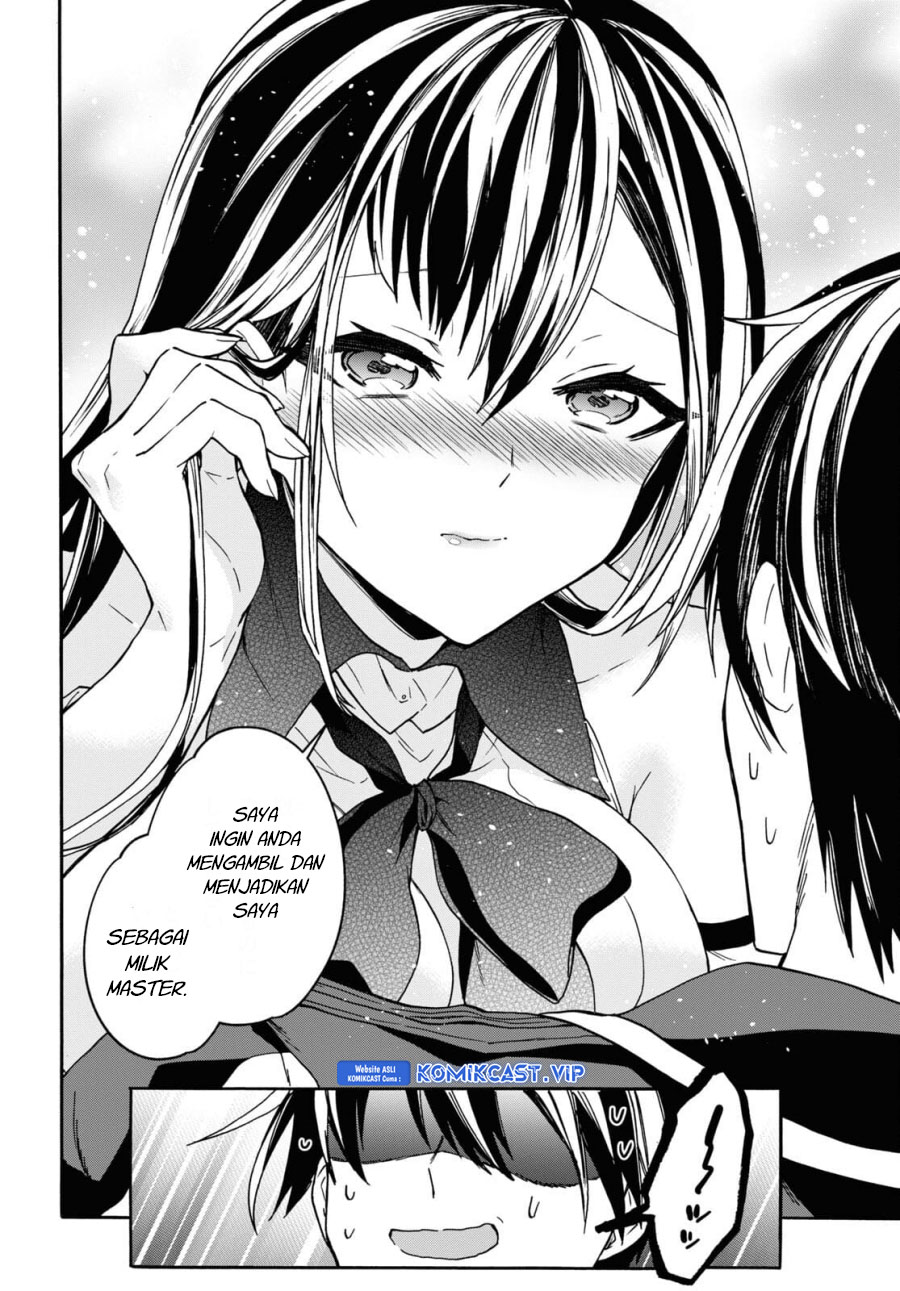 SAYA
INGIN ANDA
MENGAMBIL DAN
MENJADIKAN
SAYA
SEBAGAI
MILIK
MASTER.
Website ASLI
KOMIKCAST Cuma :
KOMIKCAST.VIP